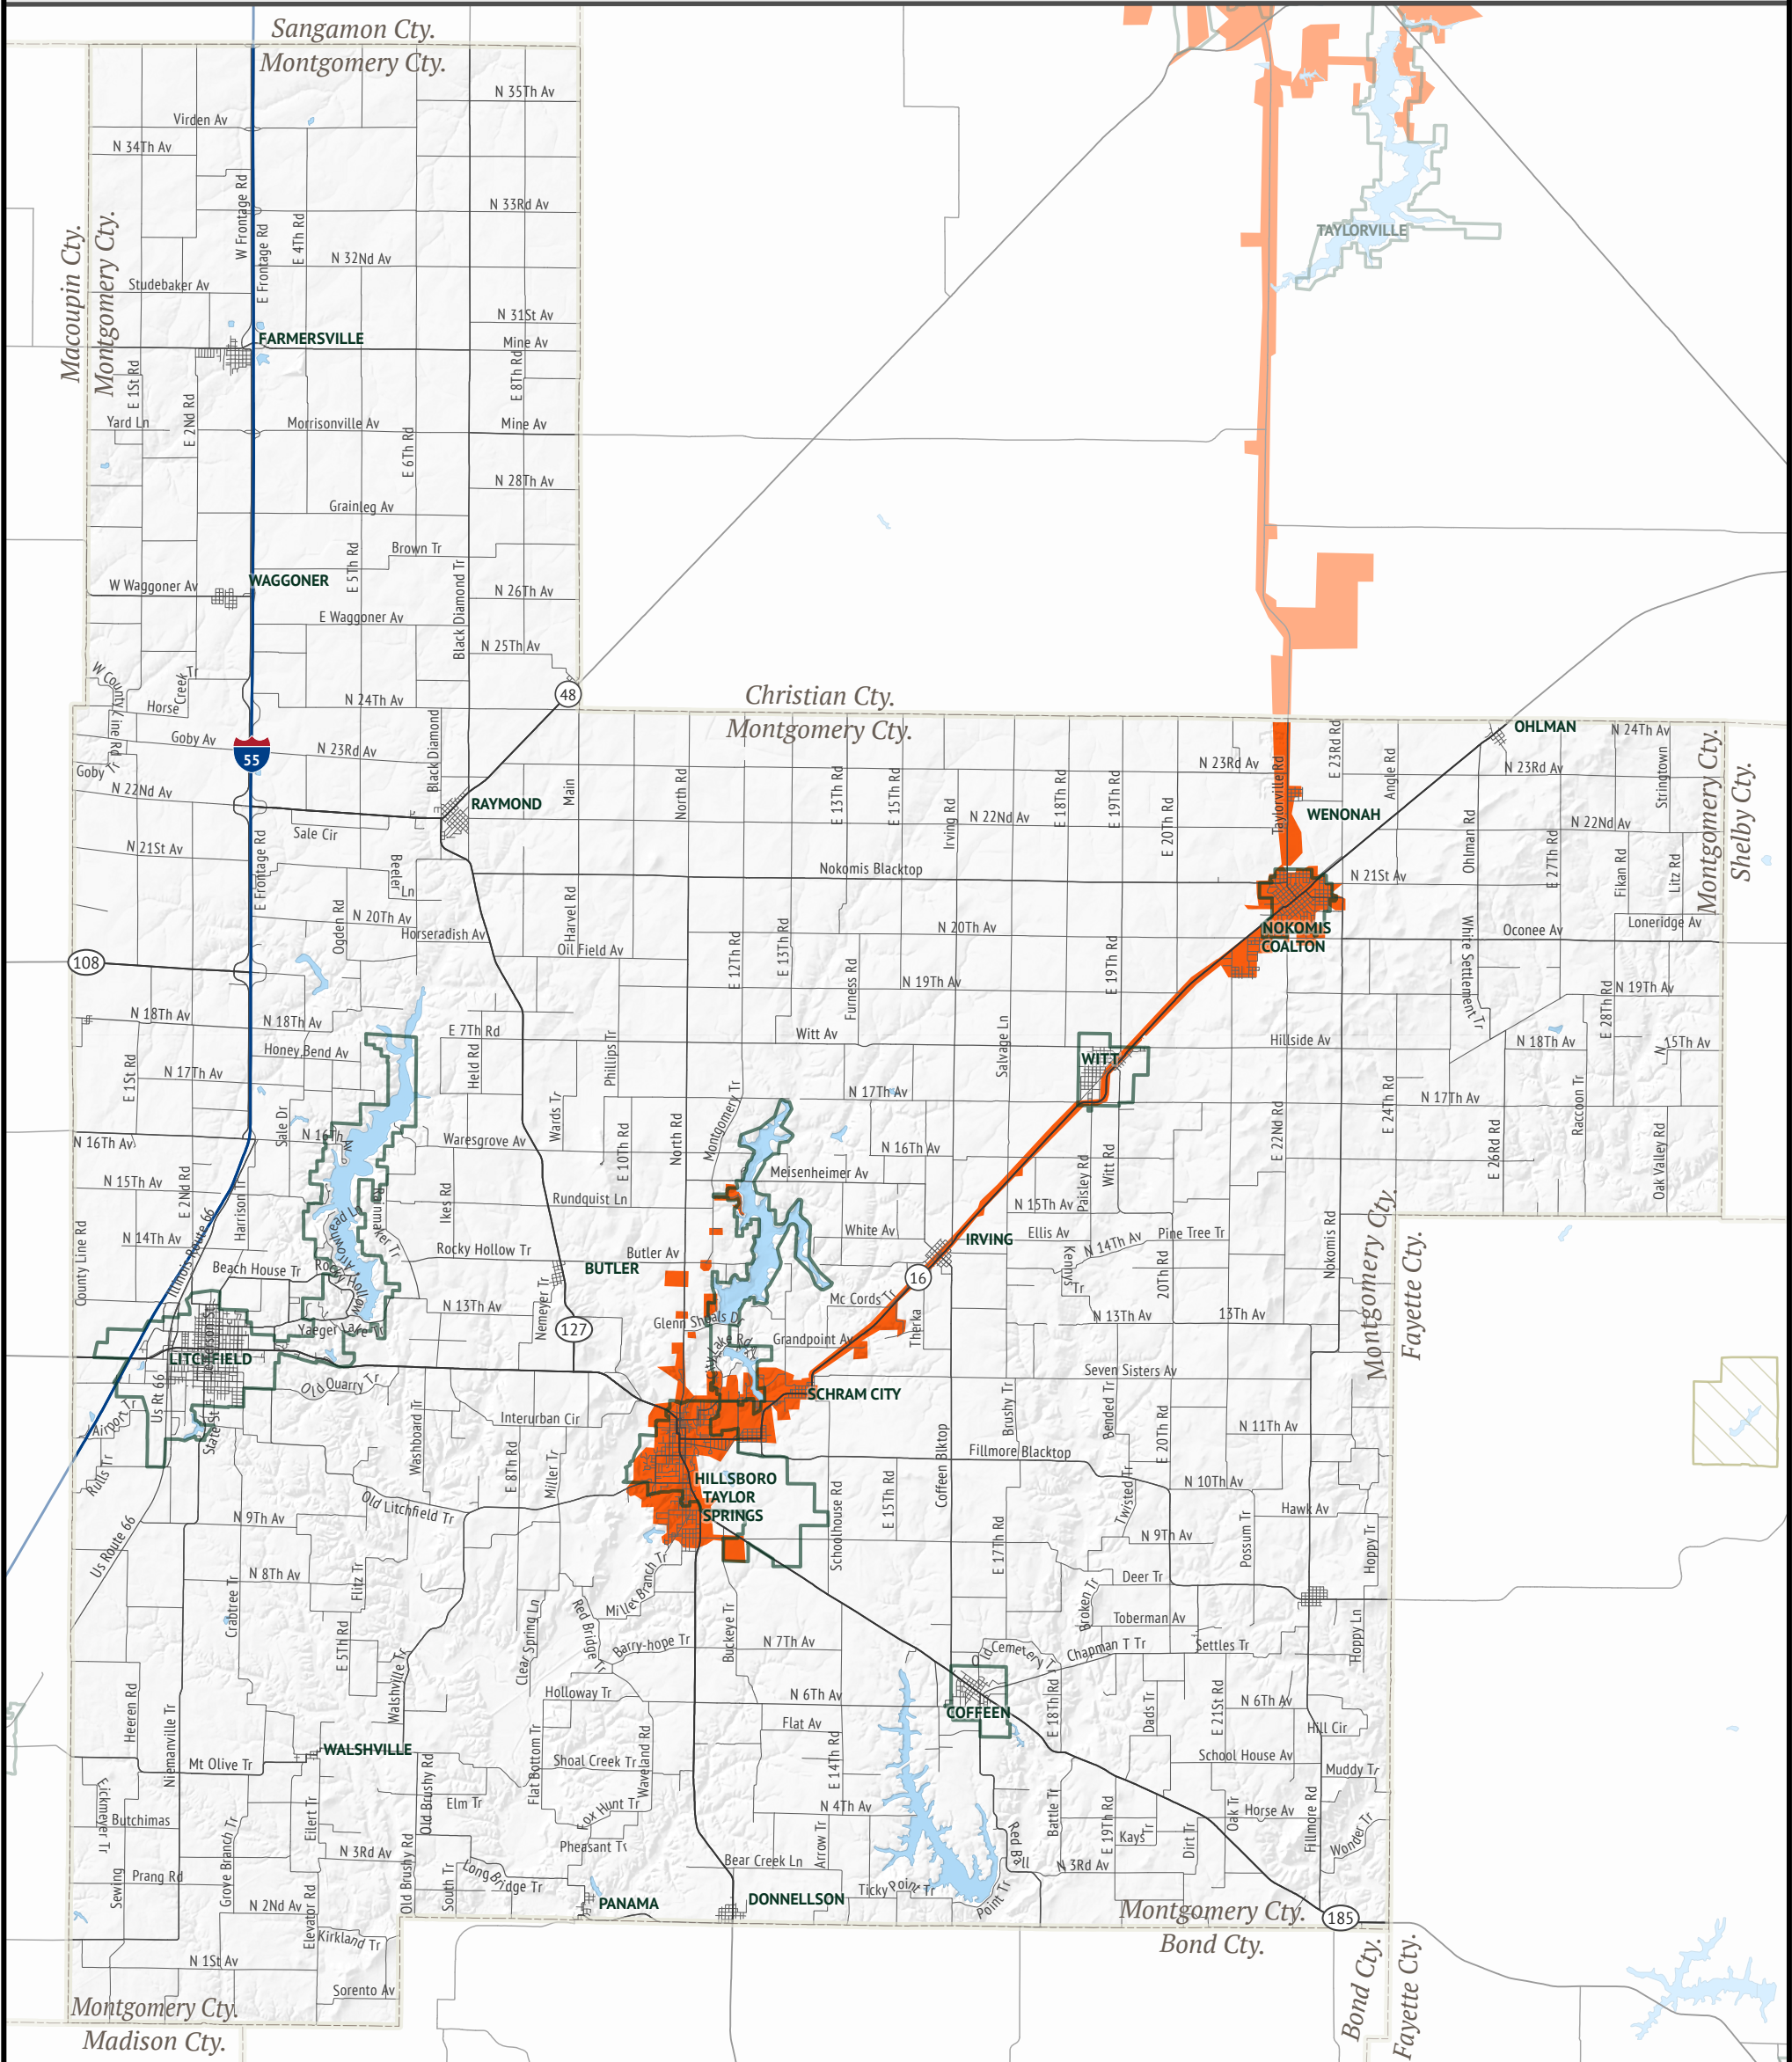 Sangamon Cty.
Montgomery Cty.
N 35Th Av
Virden Av
N 34Th Av
W Frontage Rd
E Frontage Rd
E 4Th Rd
N 33Rd Av
Macoupin Cty.
Montgomery Cty.
TAYLORVILLE
N 32Nd Av
Studebaker Av
N 31St Av
FARMERSVILLE
Mine Av
E 8Th Rd
E 1St Rd
E 2Nd Rd
Yard Ln
Morrisonville Av
Mine Av
E 6Th Rd
N 28Th Av
Grainleg Av
Brown Tr
E 5Th Rd
WAGGONER
W Waggoner Av
N 26Th Av
E Waggoner Av
Black Diamond Tr
N 25Th Av
W County Line Rd
Creek Tr
Horse
N 24Th Av
48
Christian Cty.
Montgomery Cty.
OHLMAN
N 24Th Av
Goby Av
N 23Rd Av
Black Diamond
55
Goby Tr
N 22Nd Av
RAYMOND
Main
North Rd
E 13Th Rd
E 15Th Rd
Irving Rd
N 22Nd Av
E 18Th Rd
E 19Th Rd
E 20Th Rd
N 23Rd Av
Taylorville Rd
E 23Rd Rd
Angle Rd
N 23Rd Av
Stringtown
Montgomery Cty.
Shelby Cty.
WENONAH
N 22Nd Av
Sale Cir
N 21St Av
E Frontage Rd
Beeler Ln
Nokomis Blacktop
N 21St Av
Ohlman Rd
E 27Th Rd
Fikan Rd
Litz Rd
Ogden Rd
N 20Th Av
Horseradish Av
Harvel Rd
Oil Field Av
E 12Th Rd
E 13Th Rd
N 20Th Av
NOKOMIS
COALTON
White Settlement Tr
Oconee Av
Loneridge Av
108
N 19Th Av
Furness Rd
E 19Th Rd
N 19Th Av
E 28Th Rd
N 18Th Av
N 18Th Av
E 7Th Rd
Witt Av
Salvage Ln
Hillside Av
N 18Th Av
N 15Th Av
Honey Bend Av
Held Rd
Phillips Tr
WITT
E 1St Rd
N 17Th Av
Montgomery Tr
N 17Th Av
E 24Th Rd
N 17Th Av
Raccoon Tr
Sale Dr
N 16Th Av
N 16Th Av
Waresgrove Av
Wards Tr
E 10Th Rd
North Rd
N 16Th Av
Meisenheimer Av
Paisley Rd
Witt Rd
E 22Nd Rd
E 26Rd Rd
Oak Valley Rd
N 15Th Av
E 2Nd Rd
Harrison Tr
Illinois Route 66
Rainmaker Tr
Arrowhead Ln
Ikes Rd
Rundquist Ln
N 15Th Av
County Line Rd
N 14Th Av
Beach House Tr
Rocky Hollow
Rocky Hollow Tr
Butler Av
BUTLER
White Av
IRVING
Ellis Av
N 14Th Av
Pine Tree Tr
Kennys Tr
20Th Rd
Nokomis Rd
Montgomery Cty.
Fayette Cty.
16
N 13Th Av
Niemeyer Tr
127
Mc Cords Tr
Glenn Shoals Dr
Grandpoint Av
Therka
N 13Th Av
13Th Av
Yaeger Lake Tr
LITCHFIELD
Old Quarry Tr
Us Rt 66
State St
Airport Tr
Lake Rd
SCHRAM CITY
Seven Sisters Av
Interurban Cir
Washboard Tr
E 8Th Rd
Miller Tr
Brushy Tr
Bended Tr
E 20Th Rd
N 11Th Av
Coffeen Blktop
Fillmore Blacktop
Rulls Tr
HILLSBORO
TAYLOR
SPRINGS
Schoolhouse Rd
E 15Th Rd
N 10Th Av
Twisted Tr
Old Litchfield Tr
N 9Th Av
Hawk Av
N 9Th Av
Us Route 66
E 17Th Rd
Possum Tr
Hoppy Tr
N 8Th Av
Flitz Tr
Crabtree Tr
Miller Branch Tr
Deer Tr
Broken Tr
Toberman Av
E 5Th Rd
Walshville Tr
Clear Spring Ln
Red Bridge Tr
Barry-hope Tr
Buckeye Tr
N 7Th Av
Old Cemetery Tr
Chapman T Tr
Settles Tr
Hoppy Ln
Heeren Rd
Niemanville Tr
Holloway Tr
N 6Th Av
COFFEEN
E 18Th Rd
Dads Tr
E 21St Rd
N 6Th Av
Flat Av
Hill Cir
WALSHVILLE
Mt Olive Tr
Old Brushy Rd
Flat Bottom Tr
Shoal Creek Tr
Waveland Rd
E 14Th Rd
School House Av
Muddy Tr
Eickmeyer Tr
Butchimas
Eilert Tr
Elm Tr
Fox Hunt Tr
N 4Th Av
Battle Tr
E 19Th Rd
Oak Tr
Horse Av
Fillmore Rd
Wonder Tr
Grove Branch Tr
N 3Rd Av
Old Brushy Rd
Pheasant Tr
Arrow Tr
Red Ball
Kays Tr
Dirt Tr
Sewing
Prang Rd
Long Bridge Tr
South Tr
Bear Creek Ln
N 3Rd Av
Ticky Point Tr
Point Tr
N 2Nd Av
Elevator Rd
PANAMA
DONNELLSON
Montgomery Cty.
185
Kirkland Tr
Bond Cty.
N 1St Av
Sorento Av
Bond Cty.
Fayette Cty.
Montgomery Cty.
Madison Cty.